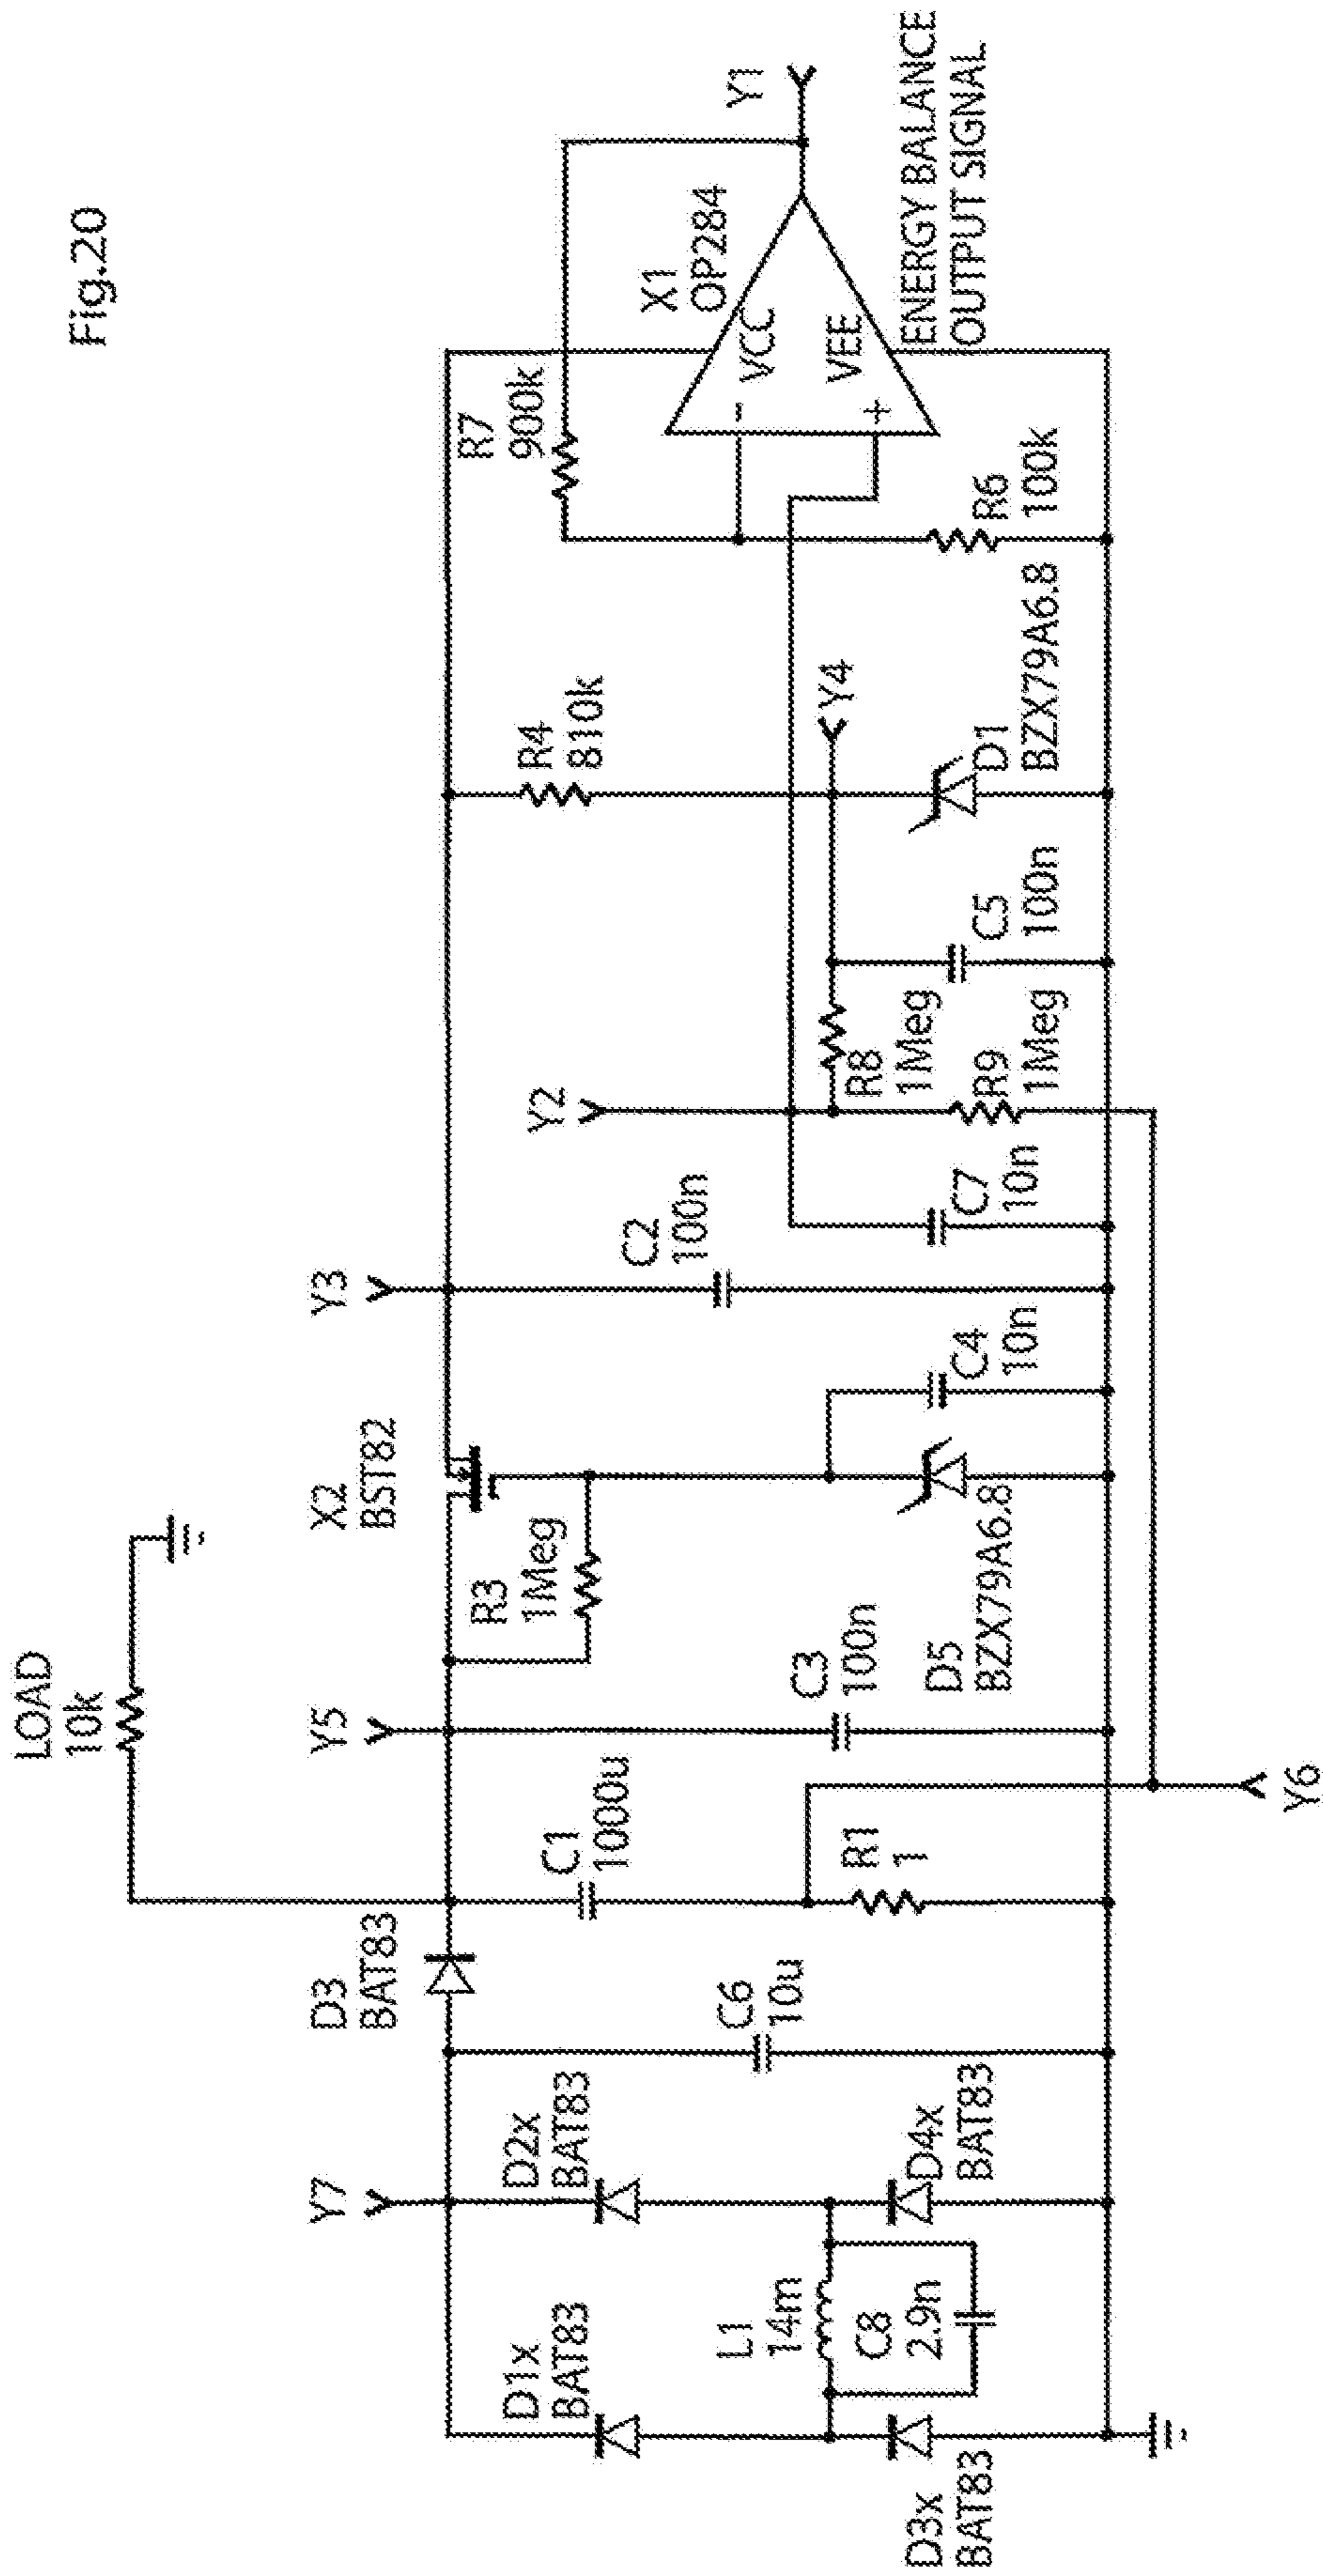 Fig.20
LOAD
10k
X2
BST82
Y3
Y5
D3
BAT83
Y7
D1x
BAT83
D2x
BAT83
C6
10u
C1
1000u
R3
1Meg
C2
100n
Y2
R4
810k
R7
900k
X1
OP284
Y1
VCC
VEE
-
+
ENERGY BALANCE
OUTPUT SIGNAL
L1
14m
C8
2.9n
D3x
BAT83
D4x
BAT83
R1
1
C3
100n
D5
BZX79A6.8
C4
10n
C7
10n
R8
1Meg
R9
1Meg
C5
100n
Y4
D1
BZX79A6.8
R6
100k
Y6